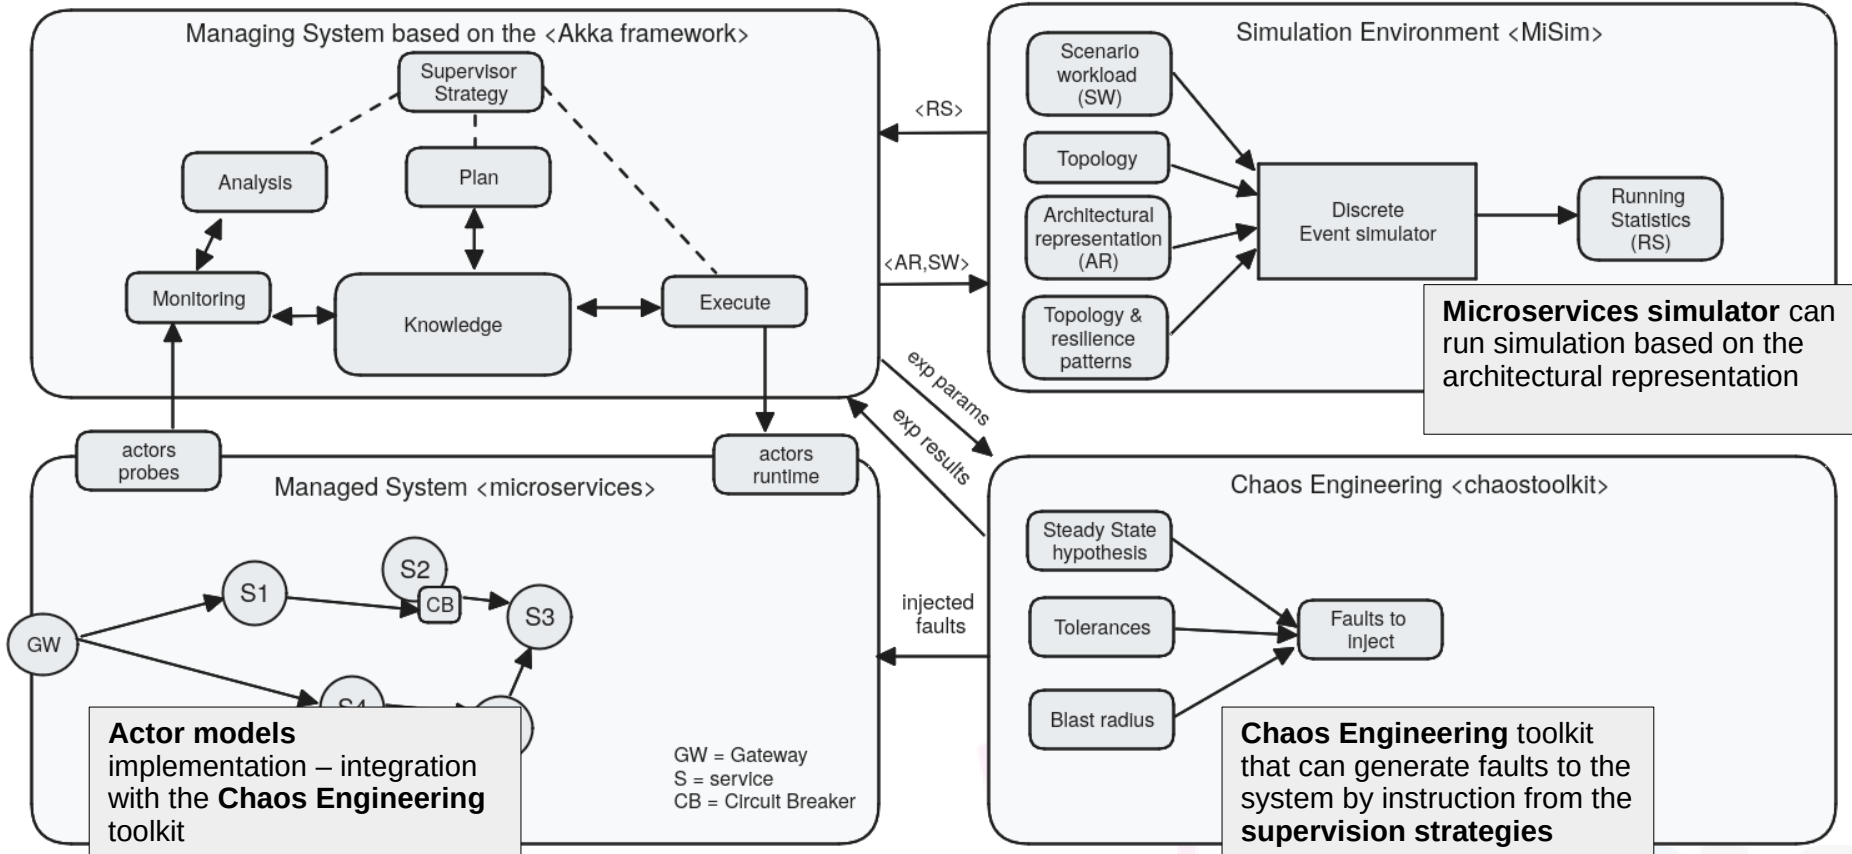 Managing System based on the <Akka framework>
Supervisor
Strategy
Analysis
Plan
Monitoring
Knowledge
Execute
<RS>
<AR,SW>
Simulation Environment <MiSim>
Scenario
workload
(SW)
Topology
Architectural
representation
(AR)
Topology &
resilience
patterns
Discrete
Event simulator
Running
Statistics
(RS)
Microservices simulator can
run simulation based on the
architectural representation
exp params
exp results
actors
probes
actors
runtime
Managed System <microservices>
GW
S1
S2
CB
S3
S4
GW = Gateway
S = service
CB = Circuit Breaker
Actor models
implementation – integration
with the Chaos Engineering
toolkit
injected
faults
Chaos Engineering <chaostoolkit>
Steady State
hypothesis
Tolerances
Blast radius
Faults to
inject
Chaos Engineering toolkit
that can generate faults to the
system by instruction from the
supervision strategies